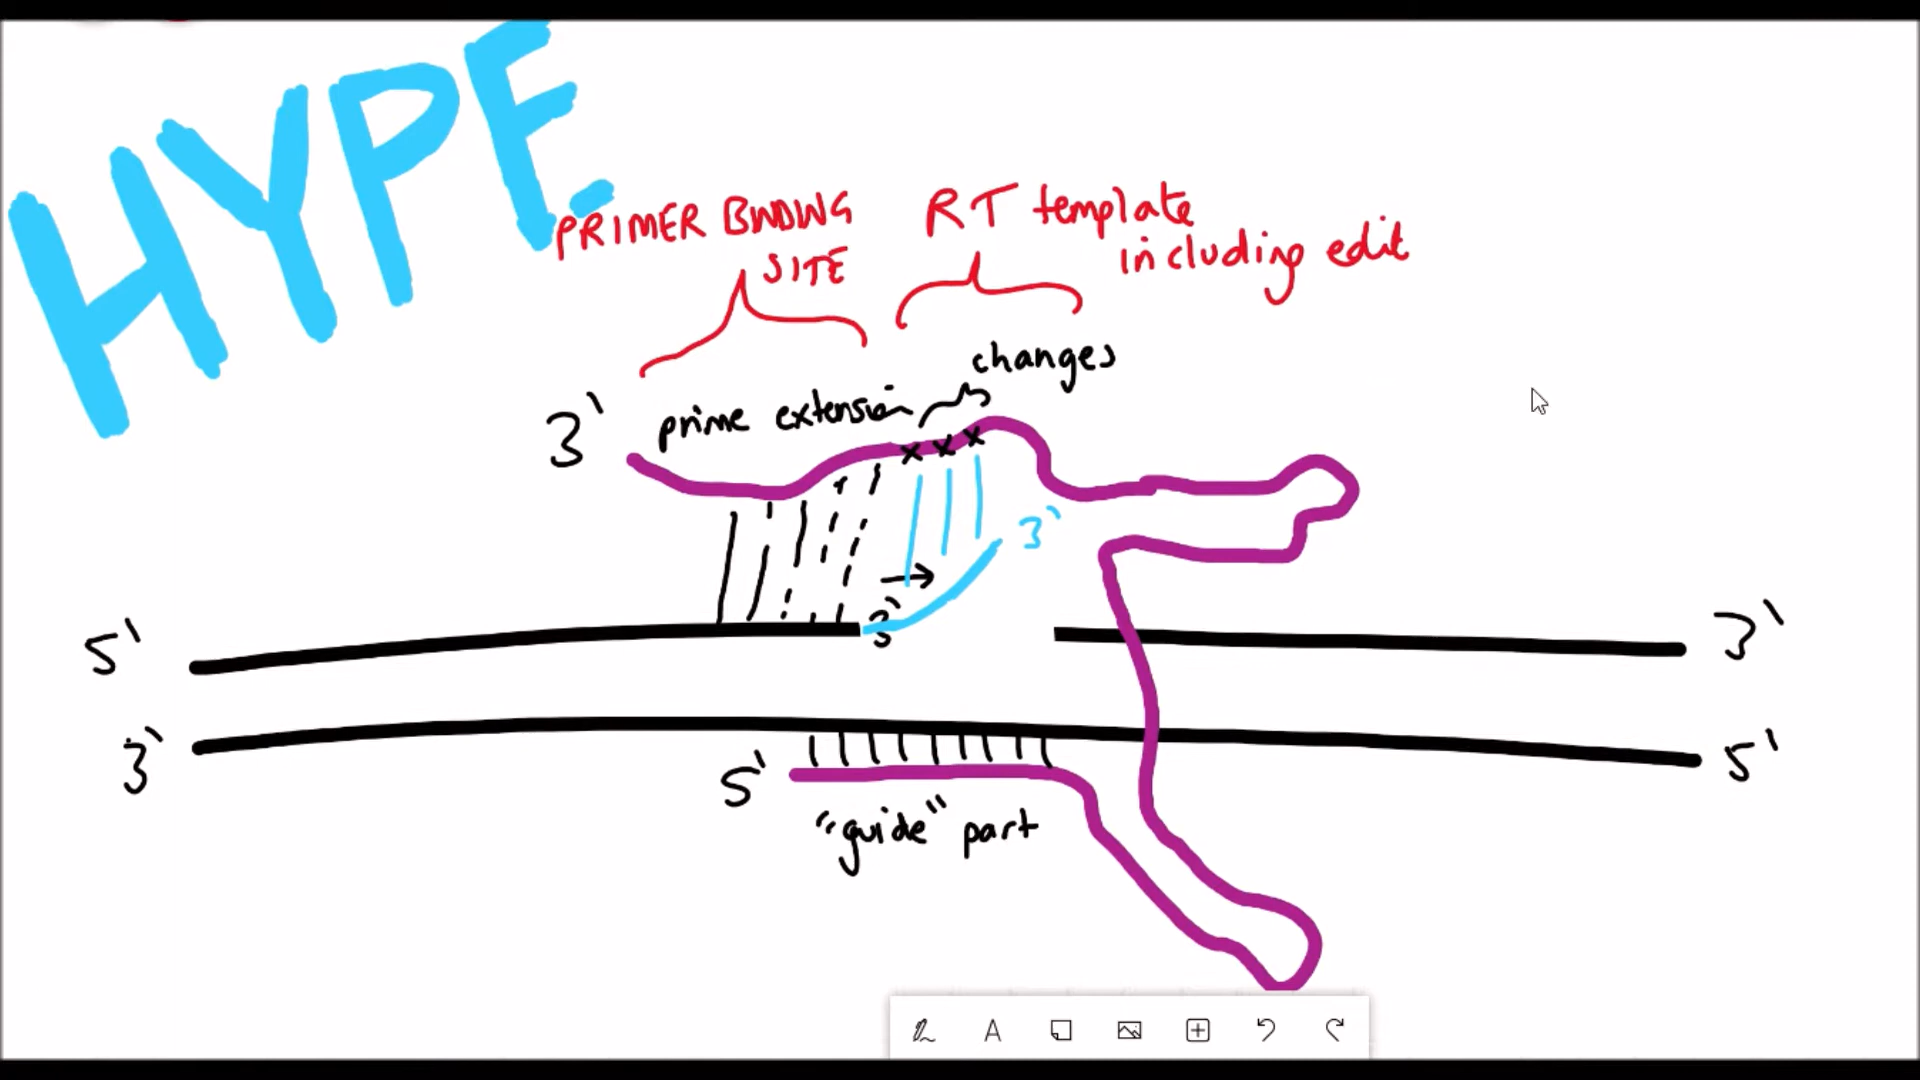 HYPE
PRIMER BINDING
SITE
RT template
including edit
changes
3'
prime extension
x x x
3'
3'
5'
3'
3'
5'
5'
"guide" part
A